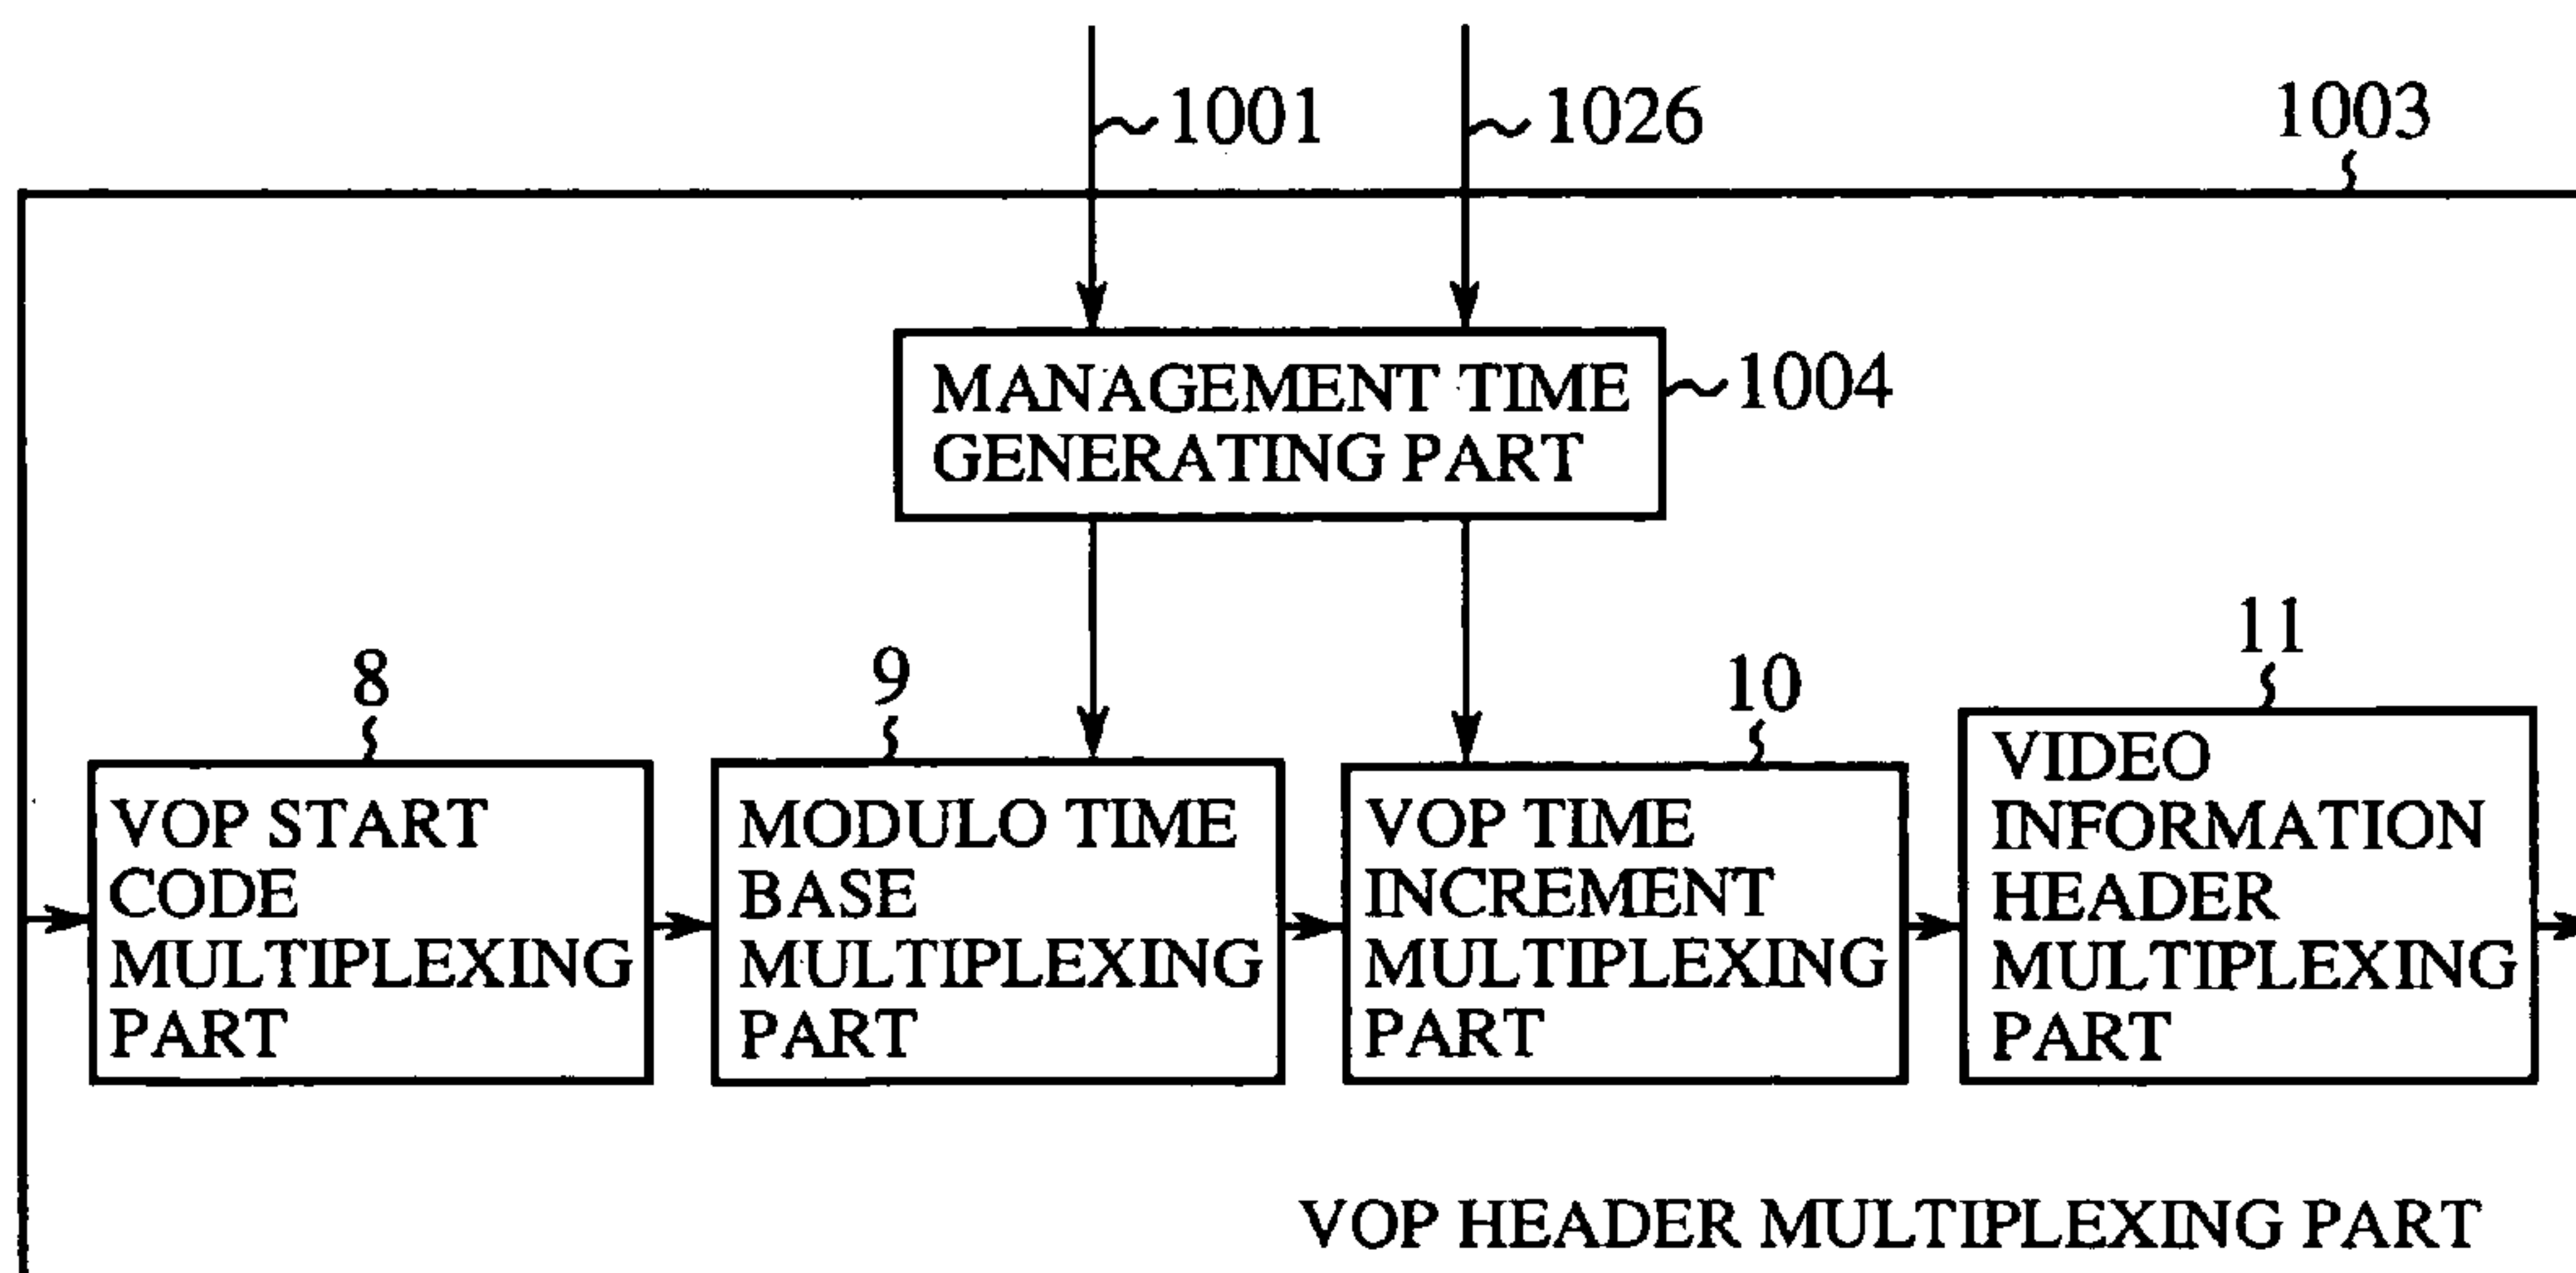 1001
1026
1003
MANAGEMENT TIME
GENERATING PART
1004
8
9
10
11
VOP START
CODE
MULTIPLEXING
PART
MODULO TIME
BASE
MULTIPLEXING
PART
VOP TIME
INCREMENT
MULTIPLEXING
PART
VIDEO
INFORMATION
HEADER
MULTIPLEXING
PART
VOP HEADER MULTIPLEXING PART